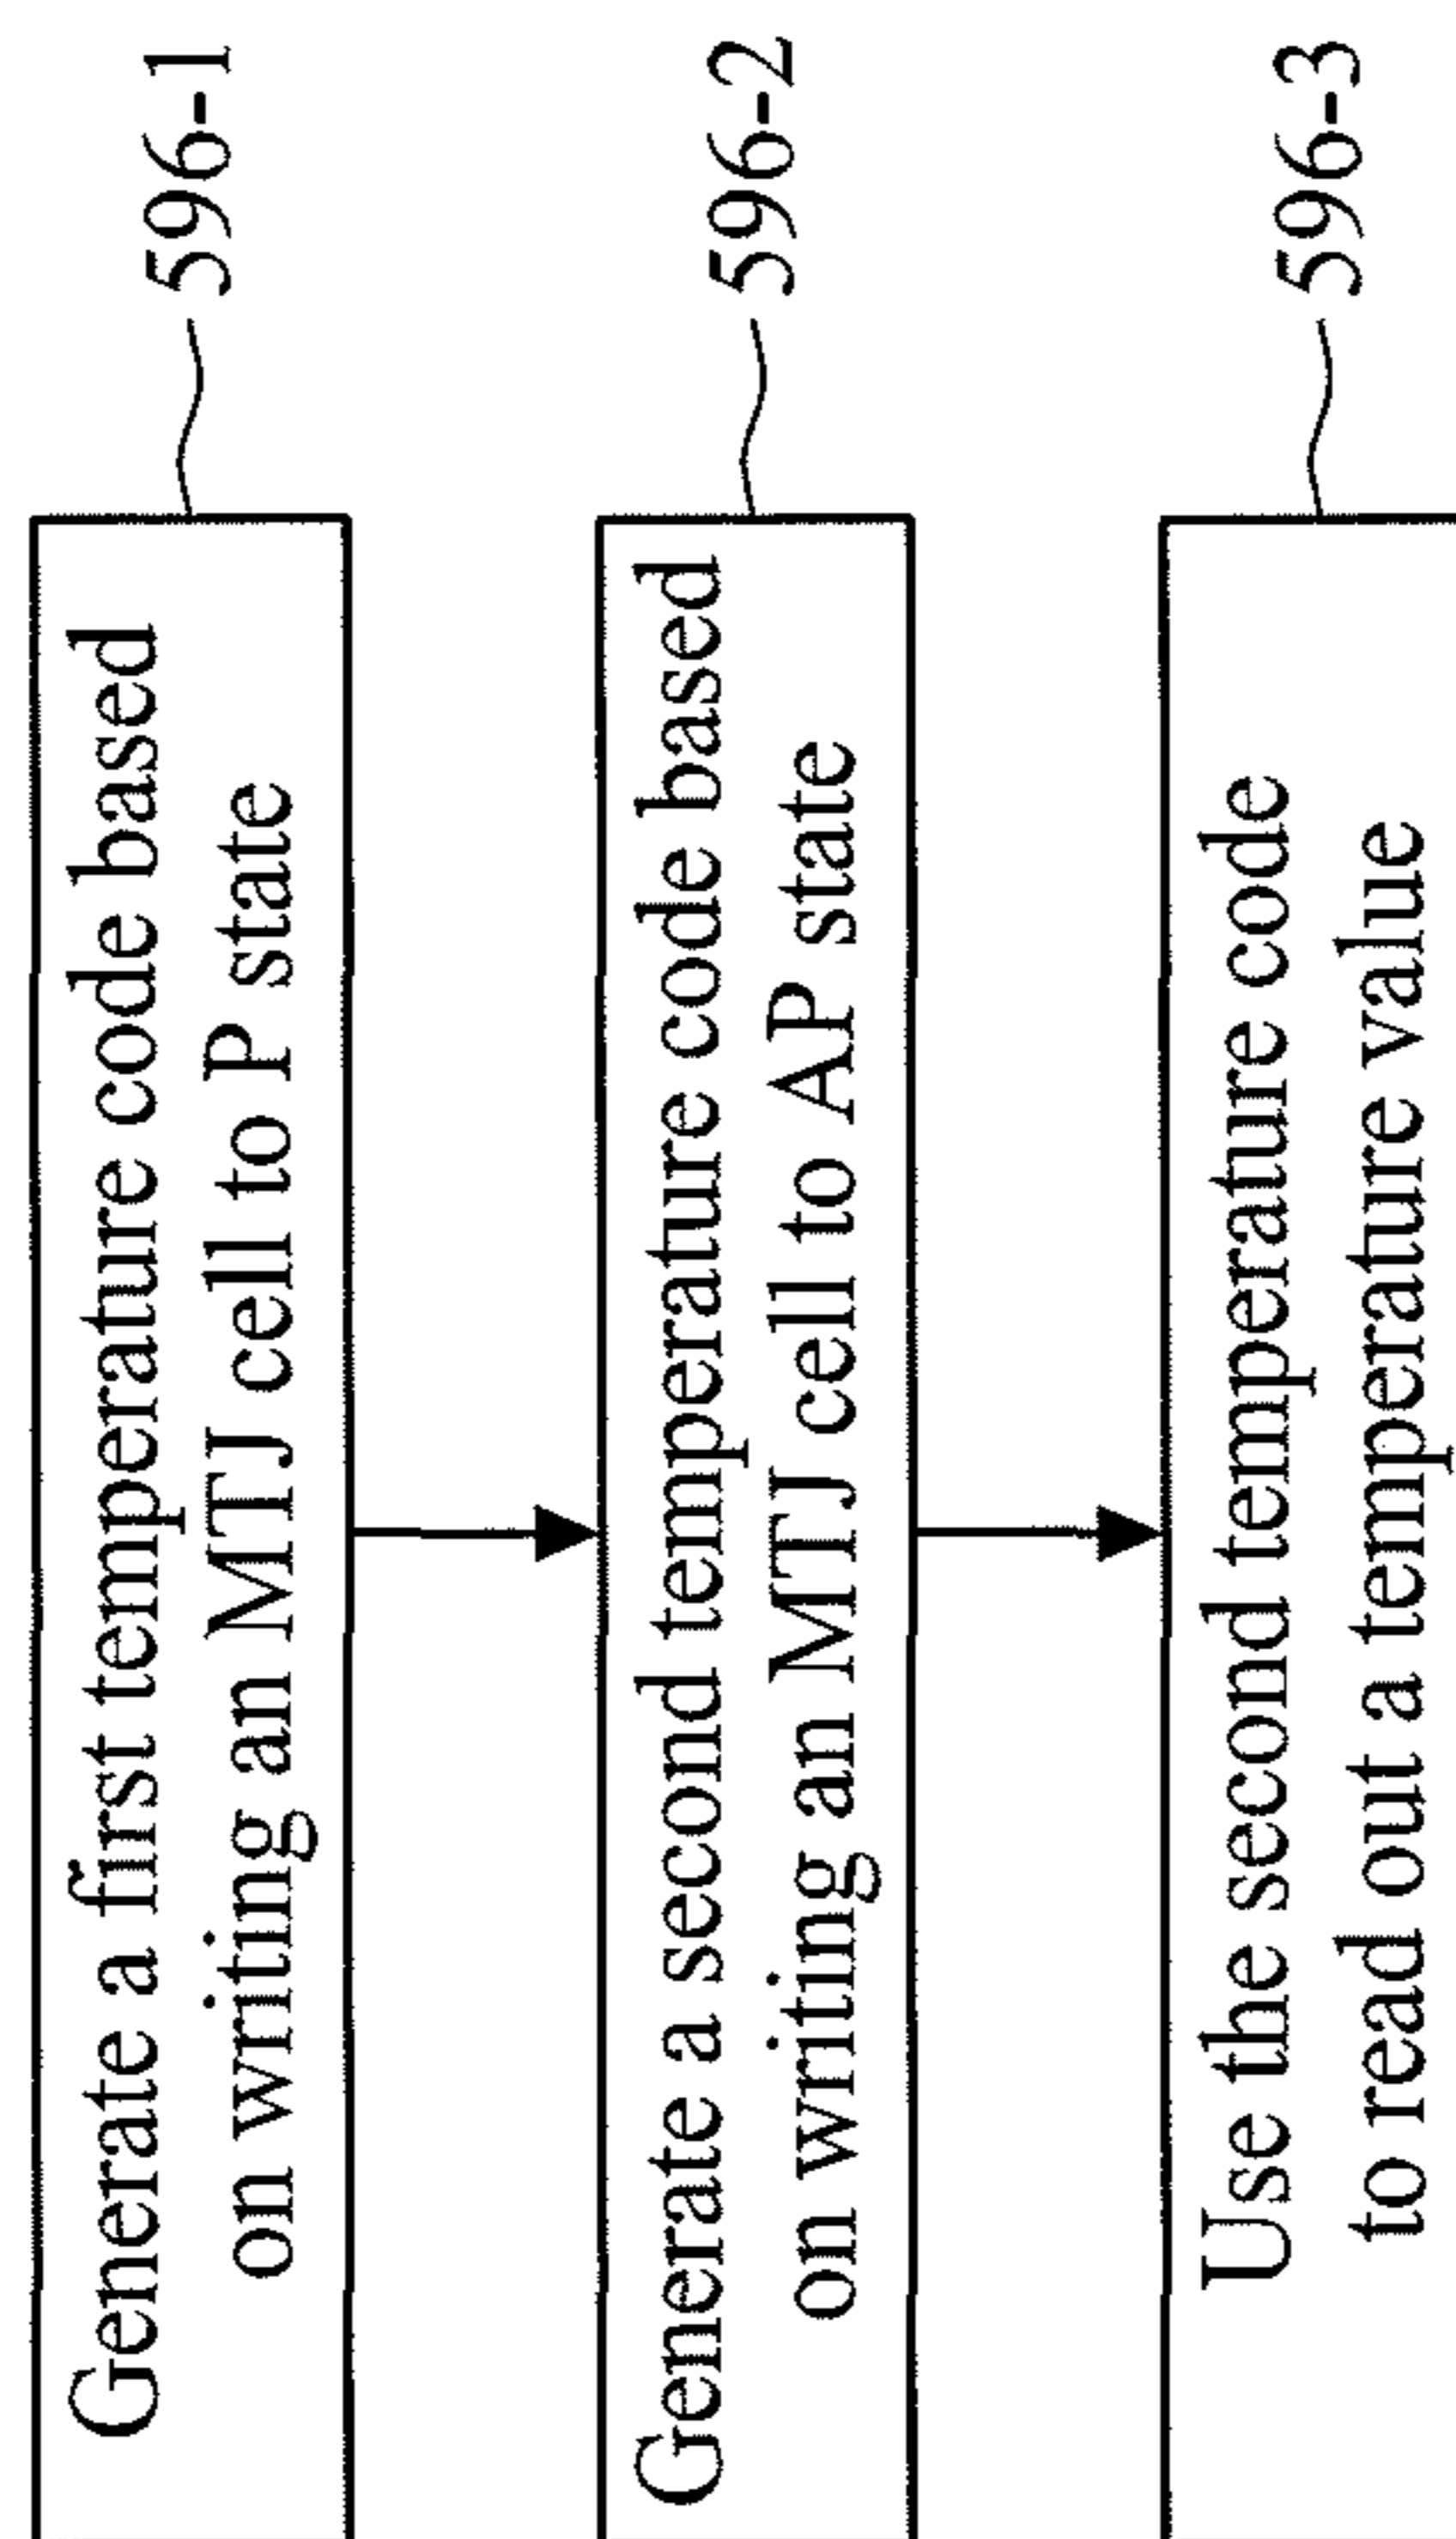 Generate a first temperature code based
on writing an MTJ cell to P state
596-1
Generate a second temperature code based
on writing an MTJ cell to AP state
596-2
Use the second temperature code
to read out a temperature value
596-3